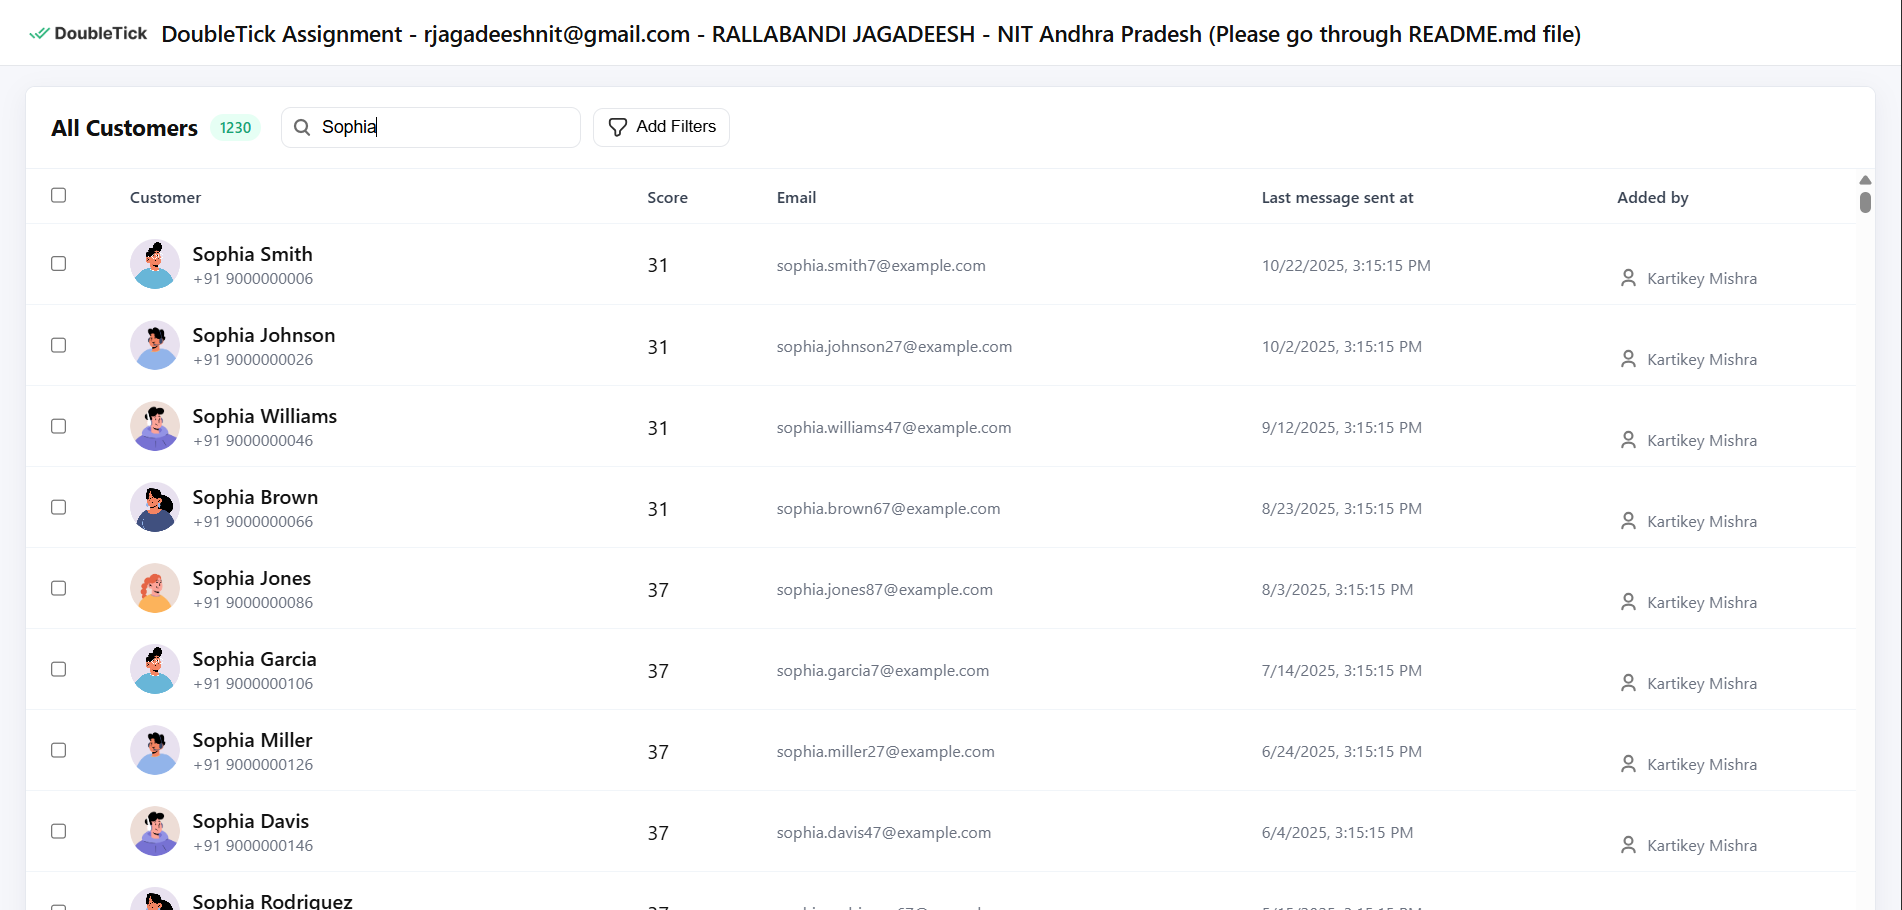 DoubleTick DoubleTick Assignment - rjagadeeshnit@gmail.com - RALLABANDI JAGADEESH - NIT Andhra Pradesh (Please go through README.md file)
All Customers 1230 Sophia Add Filters
Customer Score Email Last message sent at Added by
Sophia Smith
+91 9000000006
31 sophia.smith7@example.com 10/22/2025, 3:15:15 PM Kartikey Mishra
Sophia Johnson
+91 9000000026
31 sophia.johnson27@example.com 10/2/2025, 3:15:15 PM Kartikey Mishra
Sophia Williams
+91 9000000046
31 sophia.williams47@example.com 9/12/2025, 3:15:15 PM Kartikey Mishra
Sophia Brown
+91 9000000066
31 sophia.brown67@example.com 8/23/2025, 3:15:15 PM Kartikey Mishra
Sophia Jones
+91 9000000086
37 sophia.jones87@example.com 8/3/2025, 3:15:15 PM Kartikey Mishra
Sophia Garcia
+91 9000000106
37 sophia.garcia7@example.com 7/14/2025, 3:15:15 PM Kartikey Mishra
Sophia Miller
+91 9000000126
37 sophia.miller27@example.com 6/24/2025, 3:15:15 PM Kartikey Mishra
Sophia Davis
+91 9000000146
37 sophia.davis47@example.com 6/4/2025, 3:15:15 PM Kartikey Mishra
Sophia Rodriguez